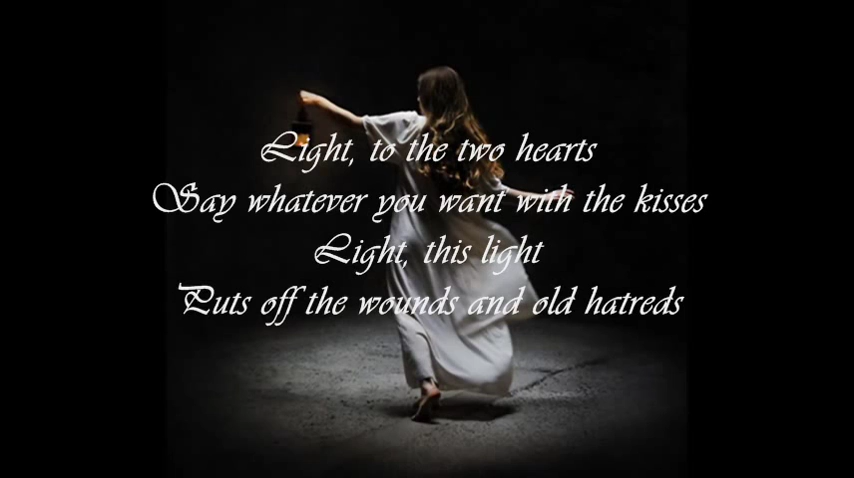 Light, to the two hearts
Say whatever you want with the kisses
Light, this light
Puts off the wounds and old hatreds